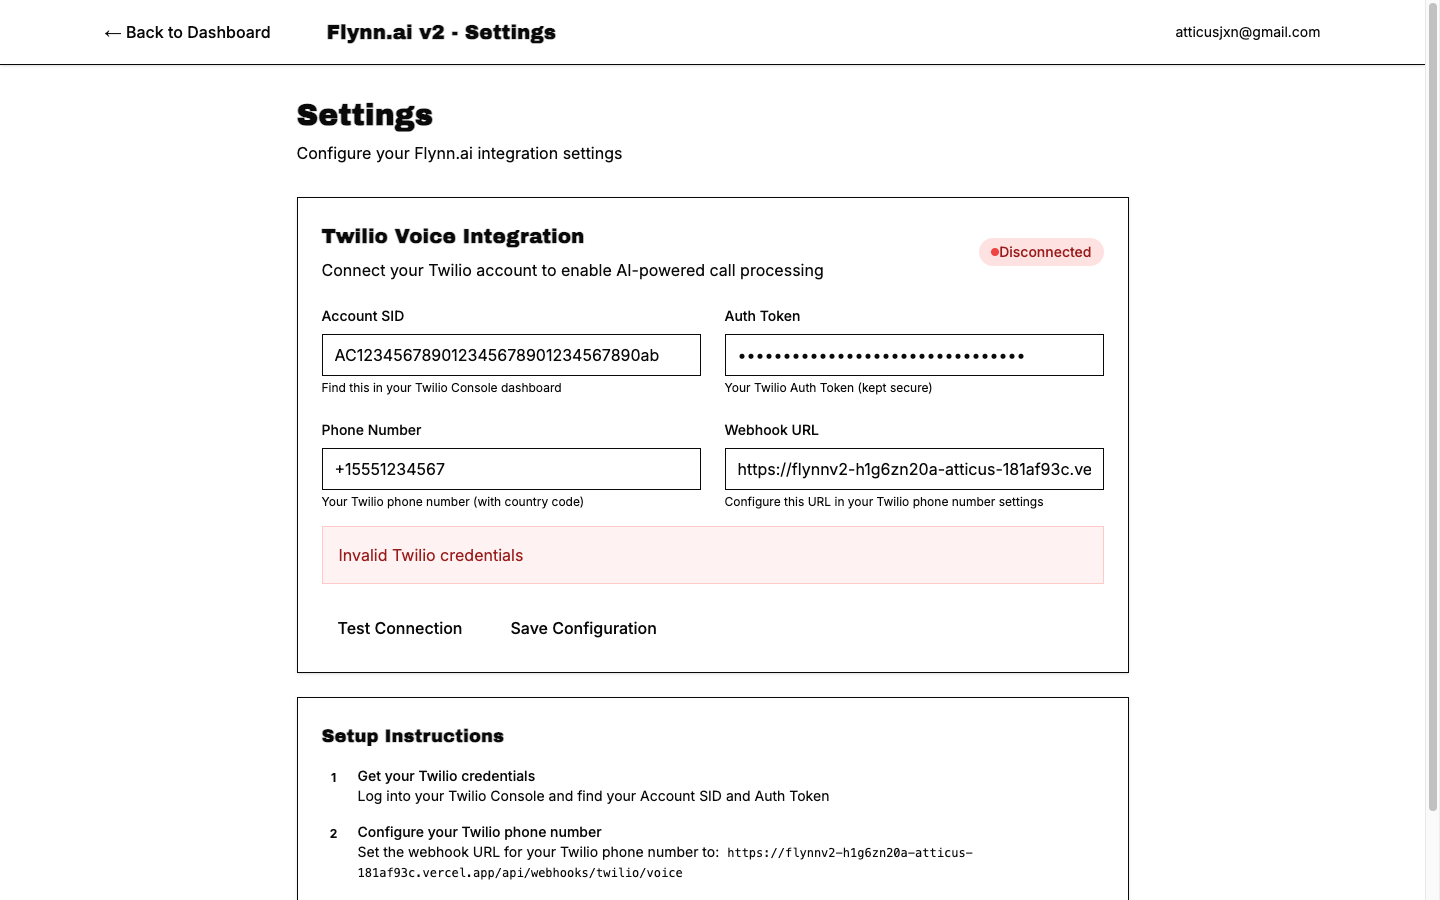 ← Back to Dashboard
Flynn.ai v2 - Settings
atticusjxn@gmail.com
Settings
Configure your Flynn.ai integration settings
Twilio Voice Integration
Connect your Twilio account to enable AI-powered call processing
Disconnected
Account SID
AC123456789012345678901234567890ab
Find this in your Twilio Console dashboard
Auth Token
••••••••••••••••••••••••••••••••
Your Twilio Auth Token (kept secure)
Phone Number
+15551234567
Your Twilio phone number (with country code)
Webhook URL
https://flynnv2-h1g6zn20a-atticus-181af93c.ve
Configure this URL in your Twilio phone number settings
Invalid Twilio credentials
Test Connection
Save Configuration
Setup Instructions
1 Get your Twilio credentials
Log into your Twilio Console and find your Account SID and Auth Token
2 Configure your Twilio phone number
Set the webhook URL for your Twilio phone number to: https://flynnv2-h1g6zn20a-atticus-
181af93c.vercel.app/api/webhooks/twilio/voice